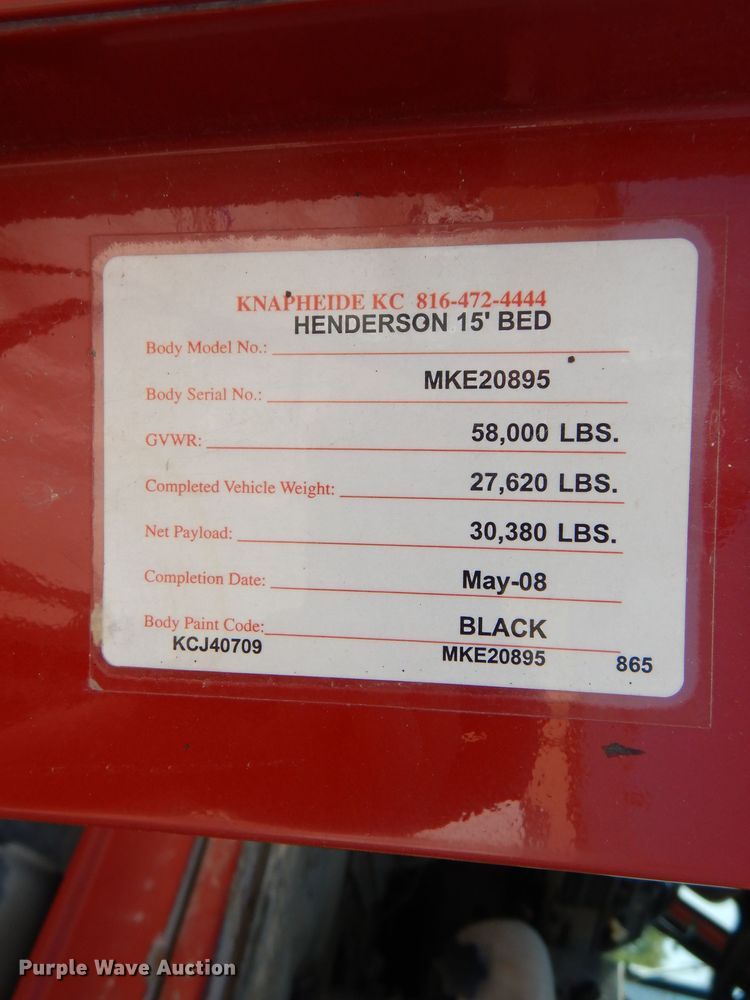 KNAPHEIDE KC 816-472-4444
HENDERSON 15' BED
Body Model No.:
Body Serial No.: MKE20895
GVWR: 58,000 LBS.
Completed Vehicle Weight: 27,620 LBS.
Net Payload: 30,380 LBS.
Completion Date: May-08
Body Paint Code: BLACK
KCJ40709 MKE20895 865
Purple Wave Auction